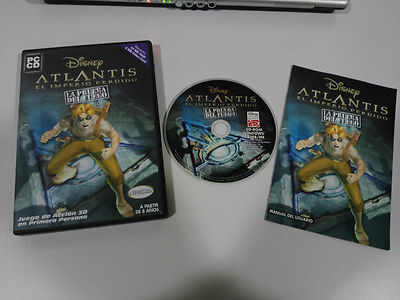 PC
CD
Disney
ATLANTIS
EL IMPERIO PERDIDO
LA PRUEBA
DEL FUEGO
Juego de Acción 3D
en Primera Persona
A PARTIR
DE 8 AÑOS
Disney
ATLANTIS
EL IMPERIO PERDIDO
LA PRUEBA
DEL FUEGO
CD-ROM
WINDOWS
Disney
ATLANTIS
EL IMPERIO PERDIDO
LA PRUEBA
DEL FUEGO
MANUAL DEL USUARIO